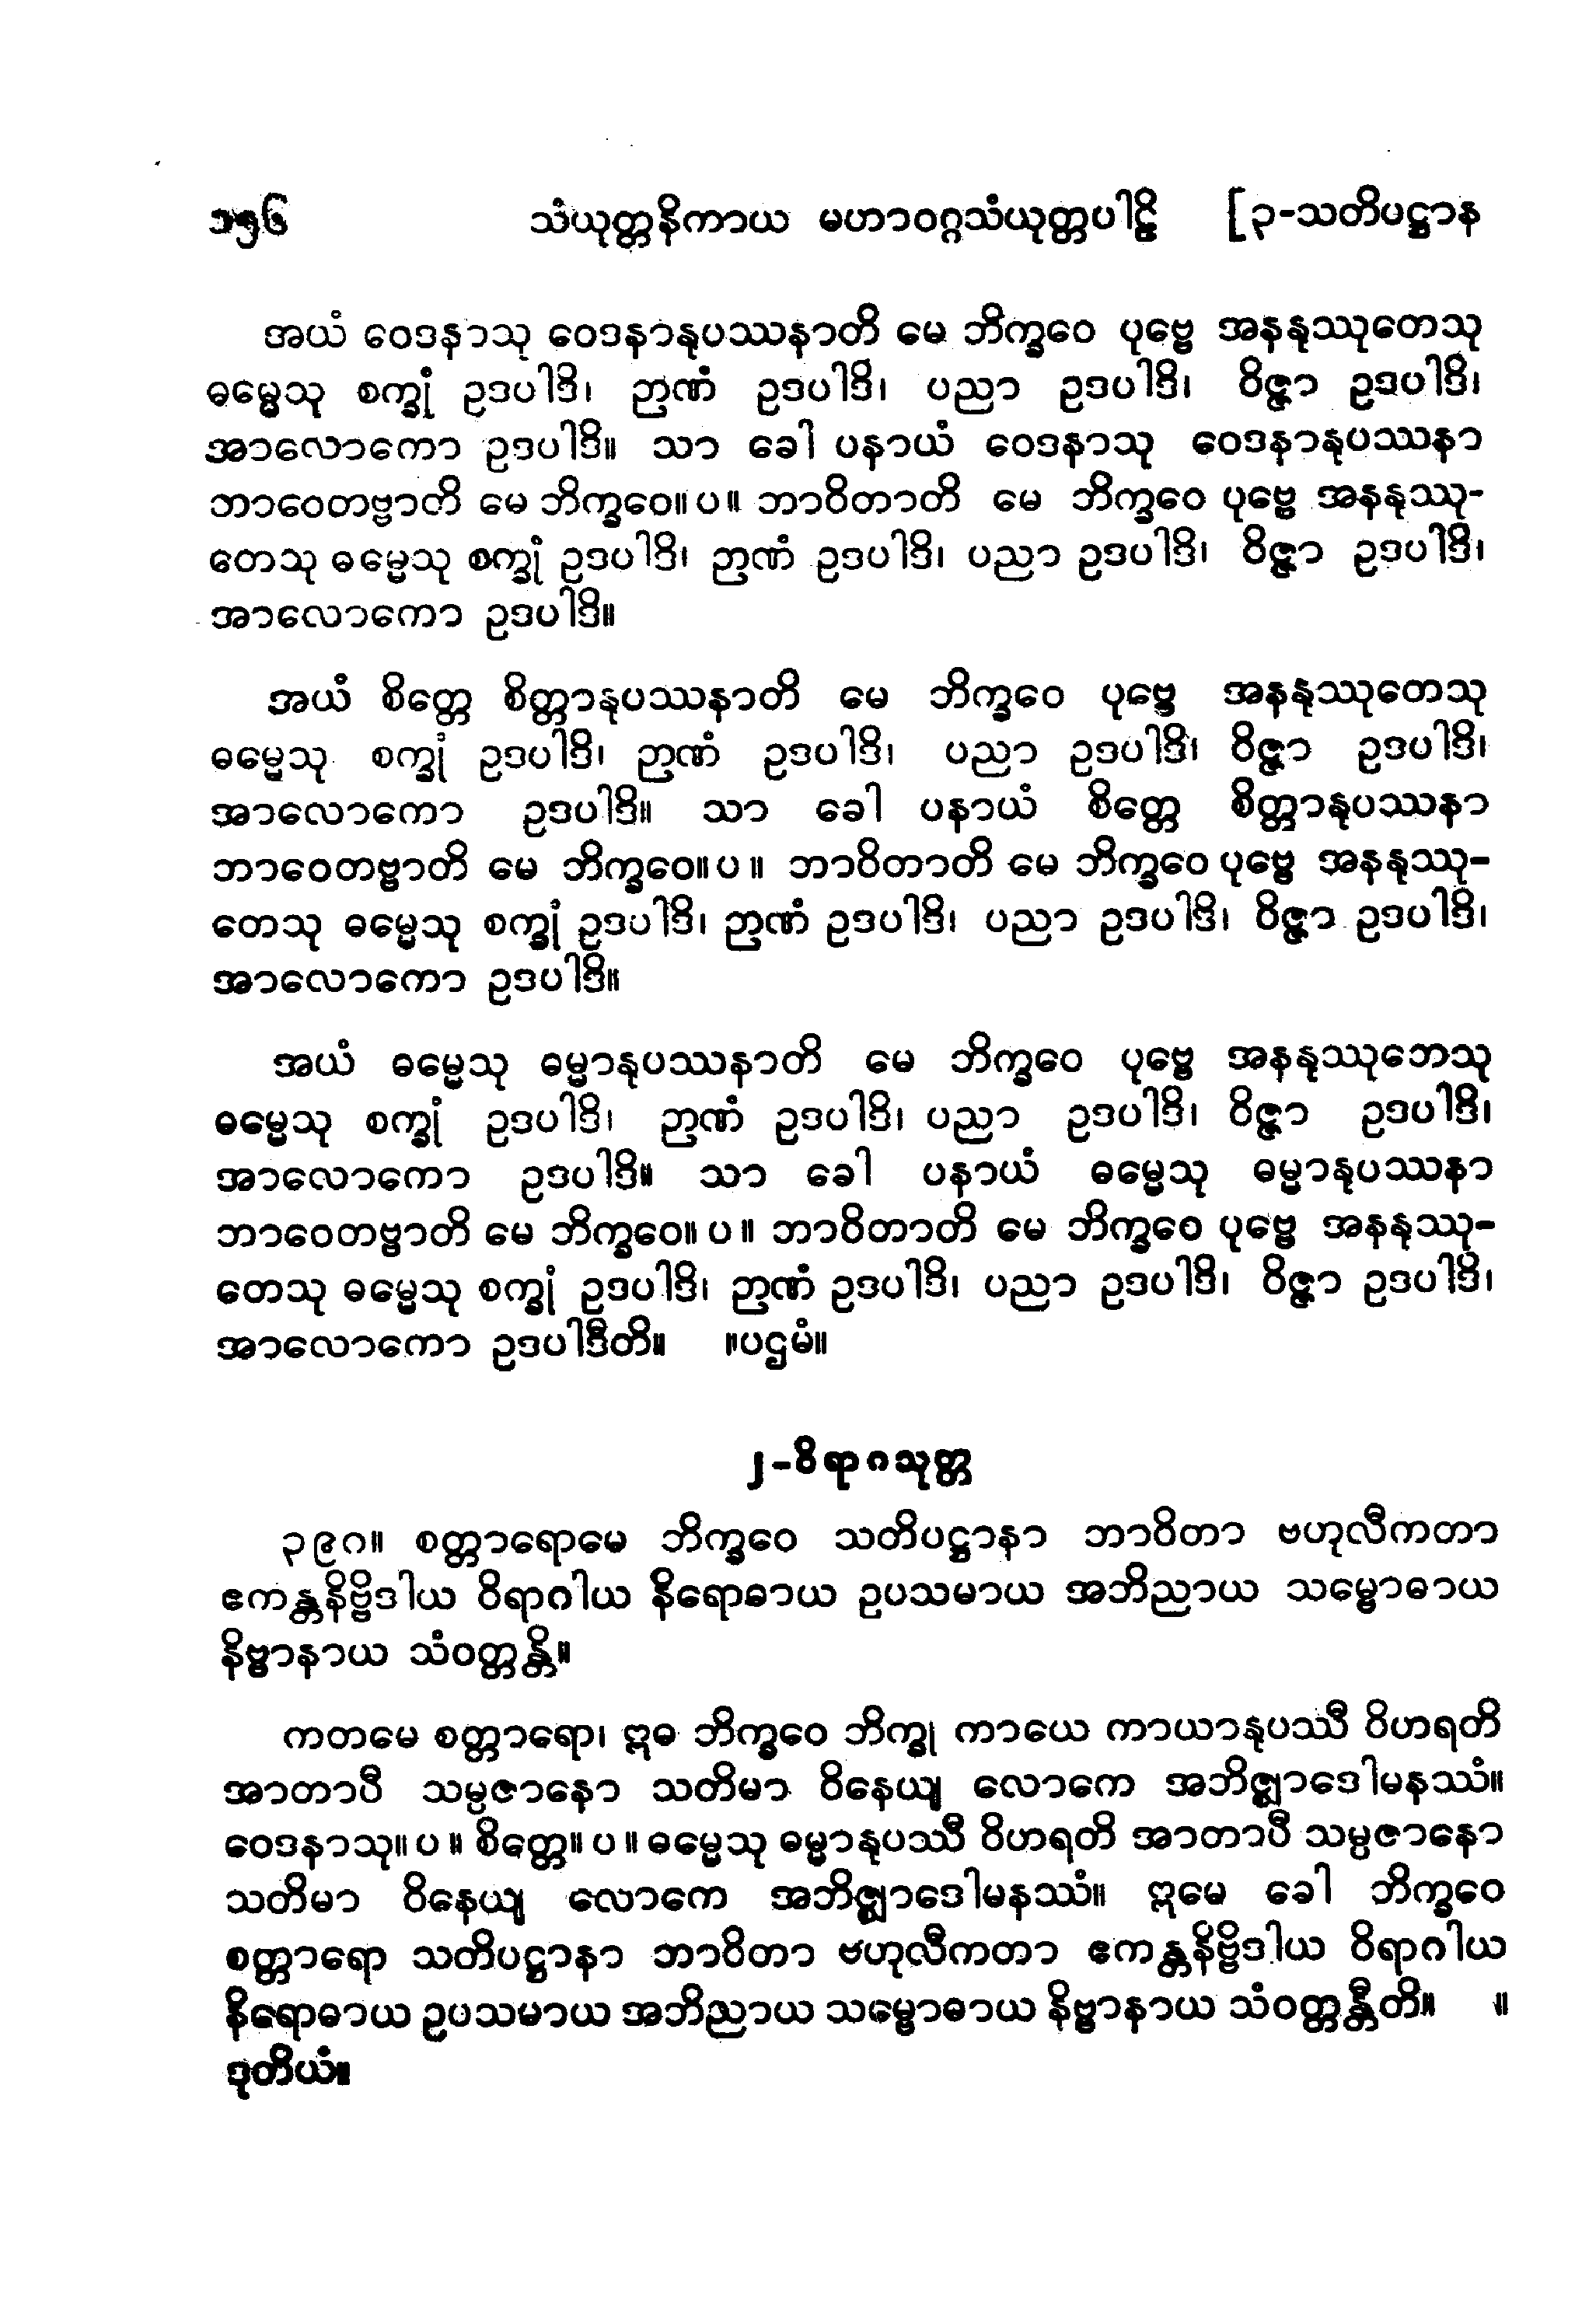 ၁၅၆ သံယုတ္တနိကာယ မဟာဝဂ္ဂသံယုတ္တပါဠိ [၃-သတိပဋ္ဌာန
အယံ ဝေဒနာသု ဝေဒနာနုပဿနာတိ မေ ဘိက္ခဝေ ပုဗ္ဗေ အနနုဿုတေသု
ဓမ္မေသု စက္ခုံ ဥဒပါဒိ၊ ဉာဏံ ဥဒပါဒိ၊ ပညာ ဥဒပါဒိ၊ ဝိဇ္ဇာ ဥဒပါဒိ၊
အာလောကော ဥဒပါဒိ။ သာ ခေါ ပနာယံ ဝေဒနာသု ဝေဒနာနုပဿနာ
ဘာဝေတဗ္ဗာတိ မေ ဘိက္ခဝေ။ပ။ ဘာဝိတာတိ မေ ဘိက္ခဝေ ပုဗ္ဗေ အနနုဿု-
တေသု ဓမ္မေသု စက္ခုံ ဥဒပါဒိ၊ ဉာဏံ ဥဒပါဒိ၊ ပညာ ဥဒပါဒိ၊ ဝိဇ္ဇာ ဥဒပါဒိ၊
အာလောကော ဥဒပါဒိ။
အယံ စိတ္တေ စိတ္တာနုပဿနာတိ မေ ဘိက္ခဝေ ပုဗ္ဗေ အနနုဿုတေသု
ဓမ္မေသု စက္ခုံ ဥဒပါဒိ၊ ဉာဏံ ဥဒပါဒိ၊ ပညာ ဥဒပါဒိ၊ ဝိဇ္ဇာ ဥဒပါဒိ၊
အာလောကော ဥဒပါဒိ။ သာ ခေါ ပနာယံ စိတ္တေ စိတ္တာနုပဿနာ
ဘာဝေတဗ္ဗာတိ မေ ဘိက္ခဝေ။ပ။ ဘာဝိတာတိ မေ ဘိက္ခဝေ ပုဗ္ဗေ အနနုဿု-
တေသု ဓမ္မေသု စက္ခုံ ဥဒပါဒိ၊ ဉာဏံ ဥဒပါဒိ၊ ပညာ ဥဒပါဒိ၊ ဝိဇ္ဇာ ဥဒပါဒိ၊
အာလောကော ဥဒပါဒိ။
အယံ ဓမ္မေသု ဓမ္မာနုပဿနာတိ မေ ဘိက္ခဝေ ပုဗ္ဗေ အနနုဿုဘေသု
ဓမ္မေသု စက္ခုံ ဥဒပါဒိ၊ ဉာဏံ ဥဒပါဒိ၊ ပညာ ဥဒပါဒိ၊ ဝိဇ္ဇာ ဥဒပါဒိ၊
အာလောကော ဥဒပါဒိ။ သာ ခေါ ပနာယံ ဓမ္မေသု ဓမ္မာနုပဿနာ
ဘာဝေတဗ္ဗာတိ မေ ဘိက္ခဝေ။ပ။ ဘာဝိတာတိ မေ ဘိက္ခဝေ ပုဗ္ဗေ အနနုဿု-
တေသု ဓမ္မေသု စက္ခုံ ဥဒပါဒိ၊ ဉာဏံ ဥဒပါဒိ၊ ပညာ ဥဒပါဒိ၊ ဝိဇ္ဇာ ဥဒပါဒိ၊
အာလောကော ဥဒပါဒီတိ။ ။ပဌမံ။
၂-ဝိရာဂသုတ္တ
၃၉ဂ။ စတ္တာရောမေ ဘိက္ခဝေ သတိပဋ္ဌာနာ ဘာဝိတာ ဗဟုလီကတာ
ဧကန္တနိဗ္ဗိဒါယ ဝိရာဂါယ နိရောဓာယ ဥပသမာယ အဘိညာယ သမ္ဗောဓာယ
နိဗ္ဗာနာယ သံဝတ္တန္တိ။
ကတမေ စတ္တာရော၊ ဣဓ ဘိက္ခဝေ ဘိက္ခု ကာယေ ကာယာနုပဿီ ဝိဟရတိ
အာတာပီ သမ္ပဇာနော သတိမာ ဝိနေယျ လောကေ အဘိဇ္ဈာဒေါမနဿံ။
ဝေဒနာသု။ပ။ စိတ္တေ။ပ။ ဓမ္မေသု ဓမ္မာနုပဿီ ဝိဟရတိ အာတာပီ သမ္ပဇာနော
သတိမာ ဝိနေယျ လောကေ အဘိဇ္ဈာဒေါမနဿံ။ ဣမေ ခေါ ဘိက္ခဝေ
စတ္တာရော သတိပဋ္ဌာနာ ဘာဝိတာ ဗဟုလီကတာ ဧကန္တနိဗ္ဗိဒါယ ဝိရာဂါယ
နိရောဓာယ ဥပသမာယ အဘိညာယ သမ္ဗောဓာယ နိဗ္ဗာနာယ သံဝတ္တန္တီတိ။ ။
ဒုတိယံ။